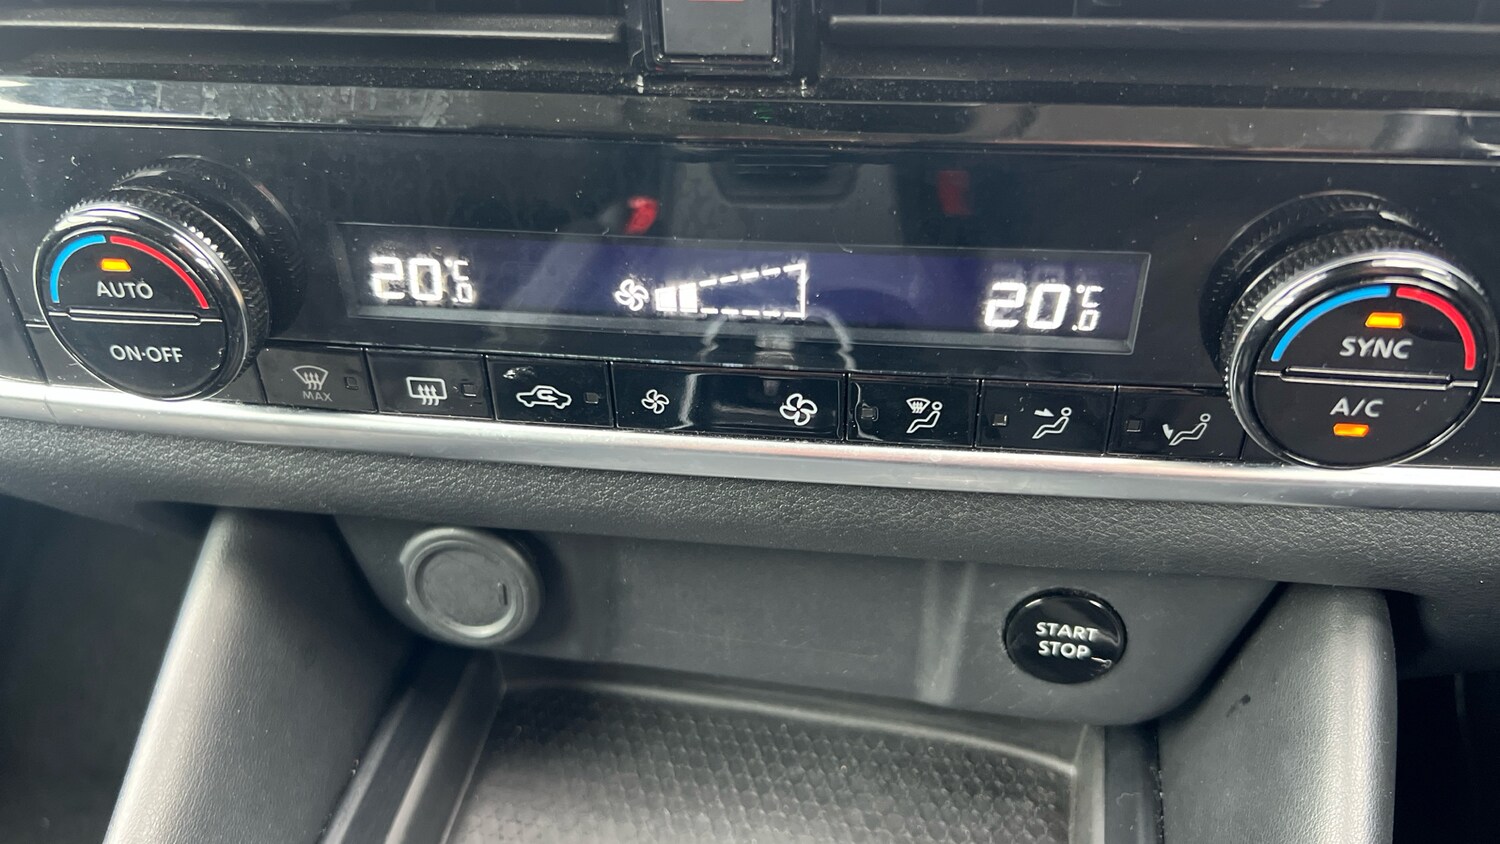 AUTO
ON·OFF
20.0°C
20.0°C
SYNC
A/C
MAX
START
STOP